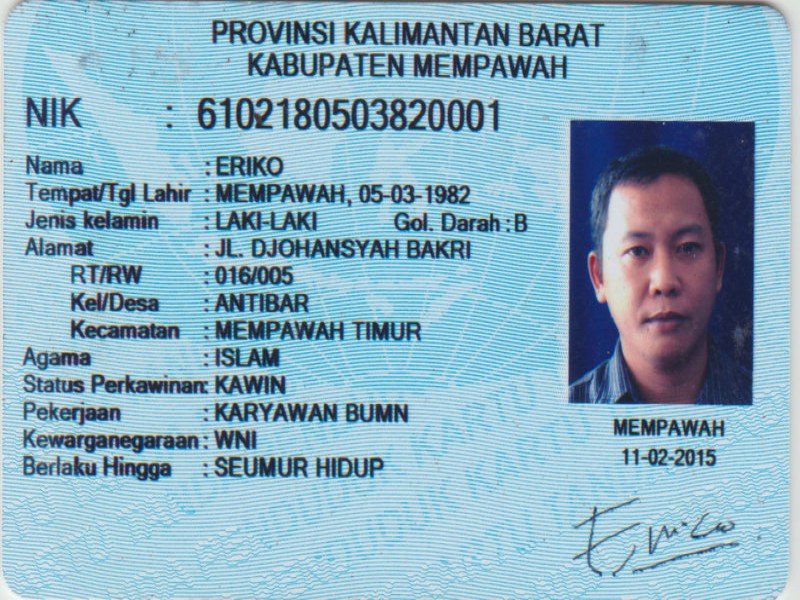 PROVINSI KALIMANTAN BARAT
KABUPATEN MEMPAWAH
NIK : 6102180503820001
Nama : ERIKO
Tempat/Tgl Lahir : MEMPAWAH, 05-03-1982
Jenis kelamin : LAKI-LAKI Gol. Darah : B
Alamat : JL. DJOHANSYAH BAKRI
RT/RW : 016/005
Kel/Desa : ANTIBAR
Kecamatan : MEMPAWAH TIMUR
Agama : ISLAM
Status Perkawinan: KAWIN
Pekerjaan : KARYAWAN BUMN
Kewarganegaraan : WNI
Berlaku Hingga : SEUMUR HIDUP
MEMPAWAH
11-02-2015